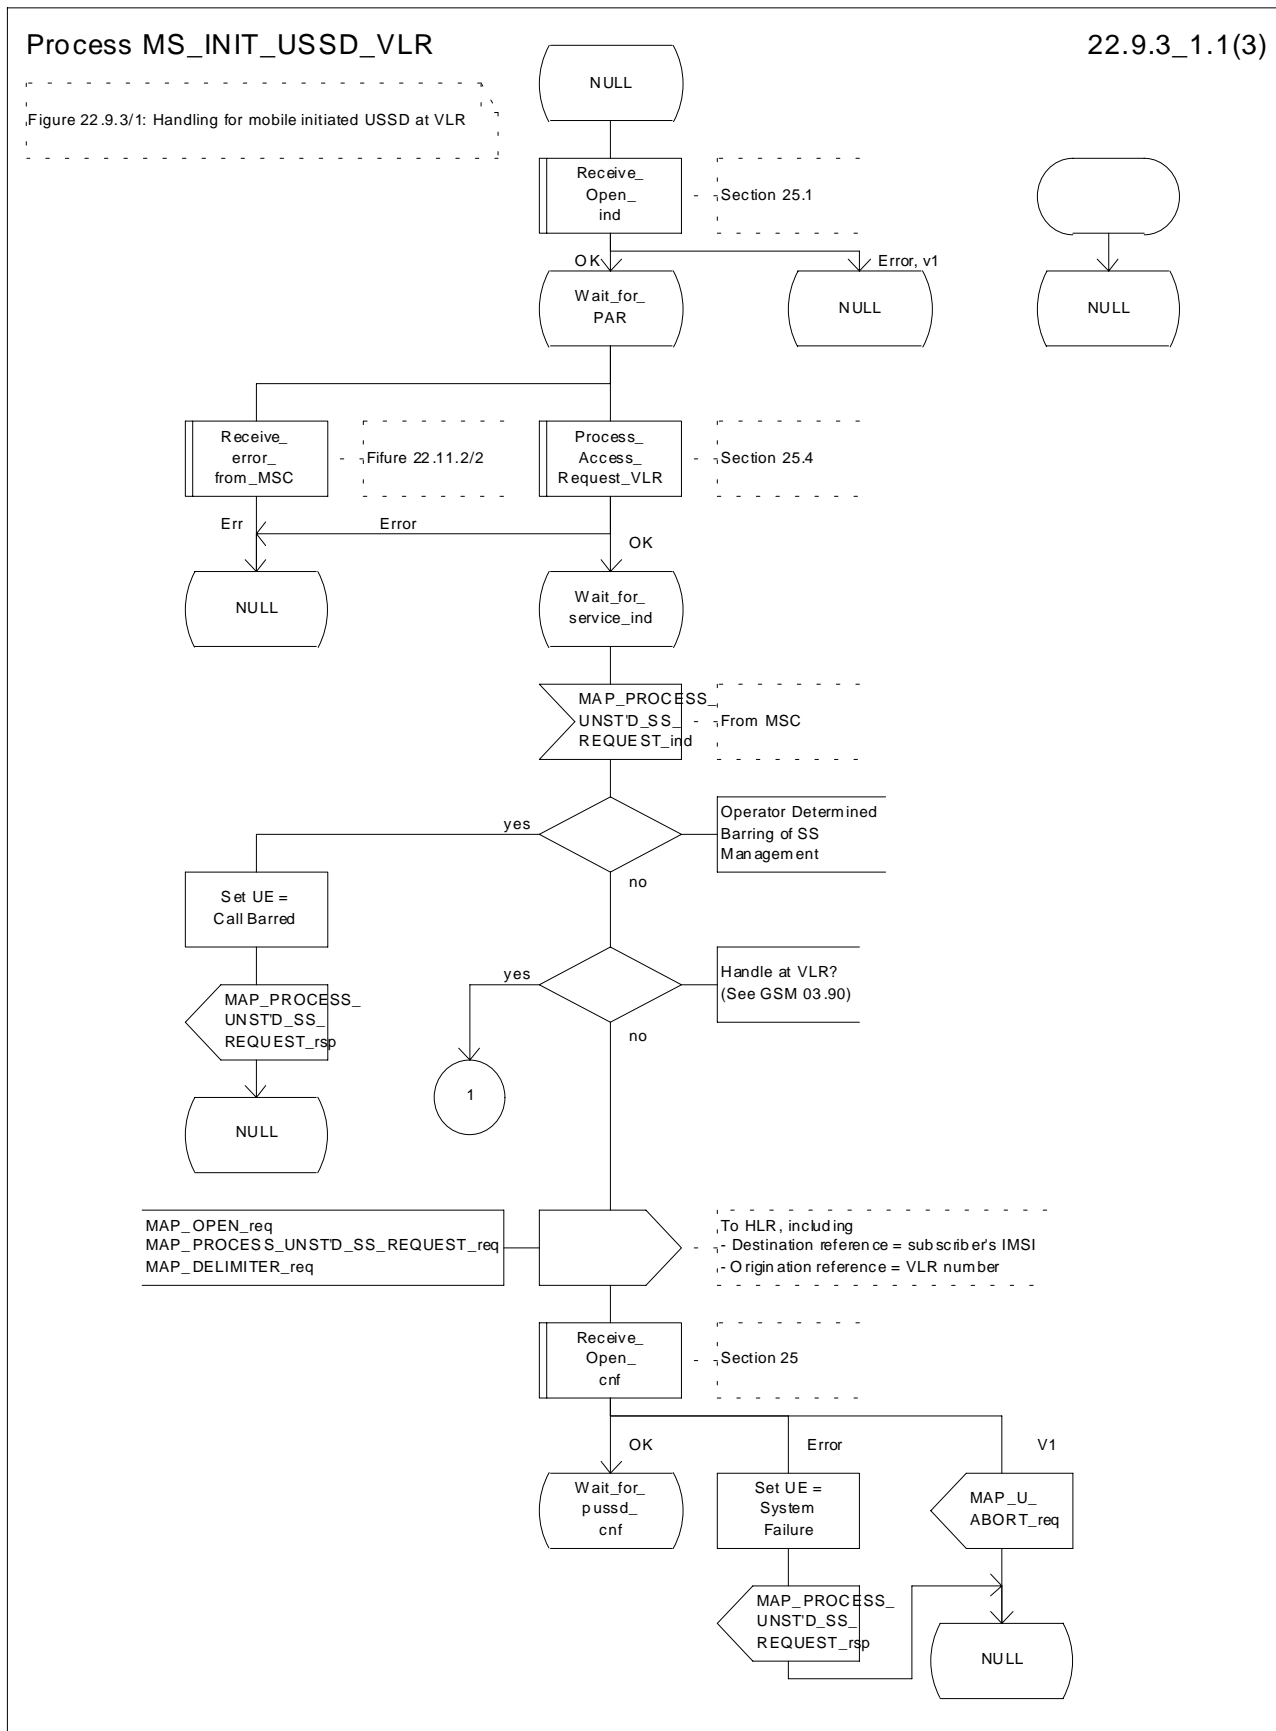 Process MS_INIT_USSD_VLR
22.9.3_1.1(3)
Figure 22.9.3/1: Handling for mobile initiated USSD at VLR
NULL
Receive_
Open_
ind
Section 25.1
OK
Error, v1
Wait_for_
PAR
NULL
NULL
Receive_
error_
from_MSC
Fifure 22.11.2/2
Process_
Access_
Request_VLR
Section 25.4
Err
Error
OK
NULL
Wait_for_
service_ind
MAP_PROCESS_
UNST'D_SS_
REQUEST_ind
From MSC
yes
Operator Determined
Barring of SS
Management
no
Set UE =
Call Barred
yes
Handle at VLR?
(See GSM 03.90)
MAP_PROCESS_
UNST'D_SS_
REQUEST_rsp
no
1
NULL
MAP_OPEN_req
MAP_PROCESS_UNST'D_SS_REQUEST_req
MAP_DELIMITER_req
To HLR, including
- Destination reference = subscriber's IMSI
- Origination reference = VLR number
Receive_
Open_
cnf
Section 25
OK
Error
V1
Wait_for_
pussd_
cnf
Set UE =
System
Failure
MAP_U_
ABORT_req
MAP_PROCESS_
UNST'D_SS_
REQUEST_rsp
NULL